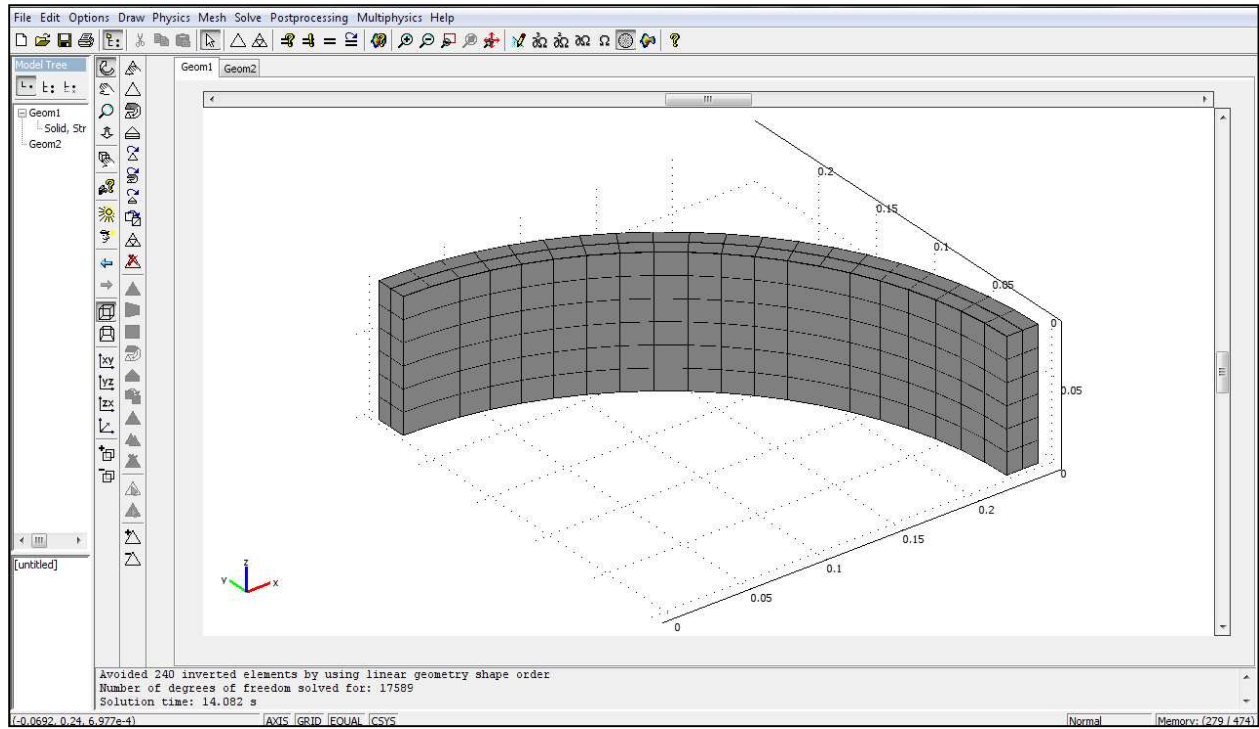 File Edit Options Draw Physics Mesh Solve Postprocessing Multiphysics Help
Model Tree
Geom1
Solid, Str
Geom2
Geom1 Geom2
0.2
0.15
0.1
0.05
0
0
0.05
0
0.2
0.15
0.1
0.05
0
z
y
x
xy
yz
zx
[untitled]
Avoided 240 inverted elements by using linear geometry shape order
Number of degrees of freedom solved for: 17589
Solution time: 14.082 s
(-0.0692, 0.24, 6.977e-4) AXIS GRID EQUAL CSYS Normal Memory: (279 / 474)